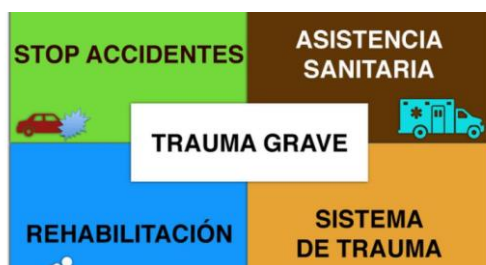 STOP ACCIDENTES
ASISTENCIA
SANITARIA
TRAUMA GRAVE
REHABILITACIÓN
SISTEMA
DE TRAUMA